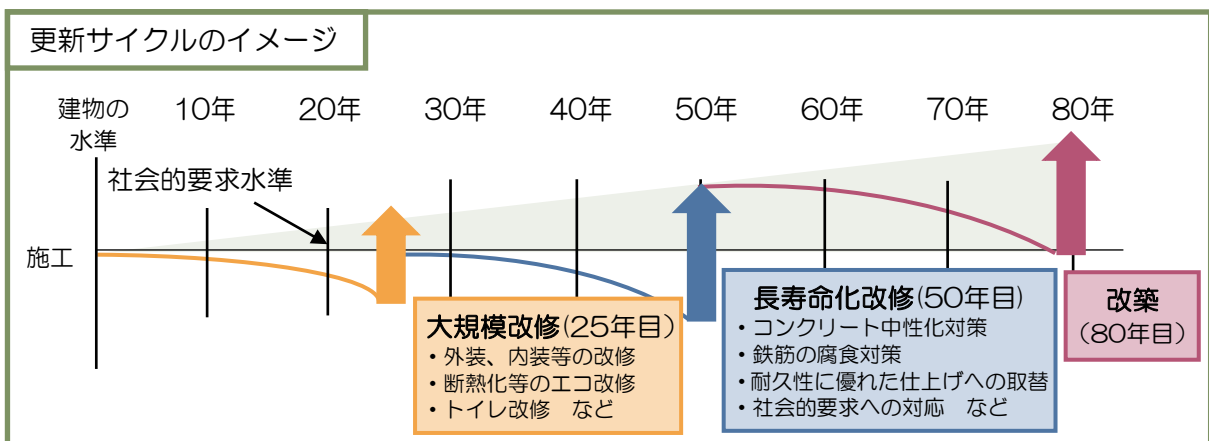 更新サイクルのイメージ
建物の
水準
10年 20年 30年 40年 50年 60年 70年 80年
社会的要求水準
施工
大規模改修(25年目)
・外装、内装等の改修
・断熱化等のエコ改修
・トイレ改修 など
長寿命化改修(50年目)
・コンクリート中性化対策
・鉄筋の腐食対策
・耐久性に優れた仕上げへの取替
・社会的要求への対応 など
改築
(80年目)